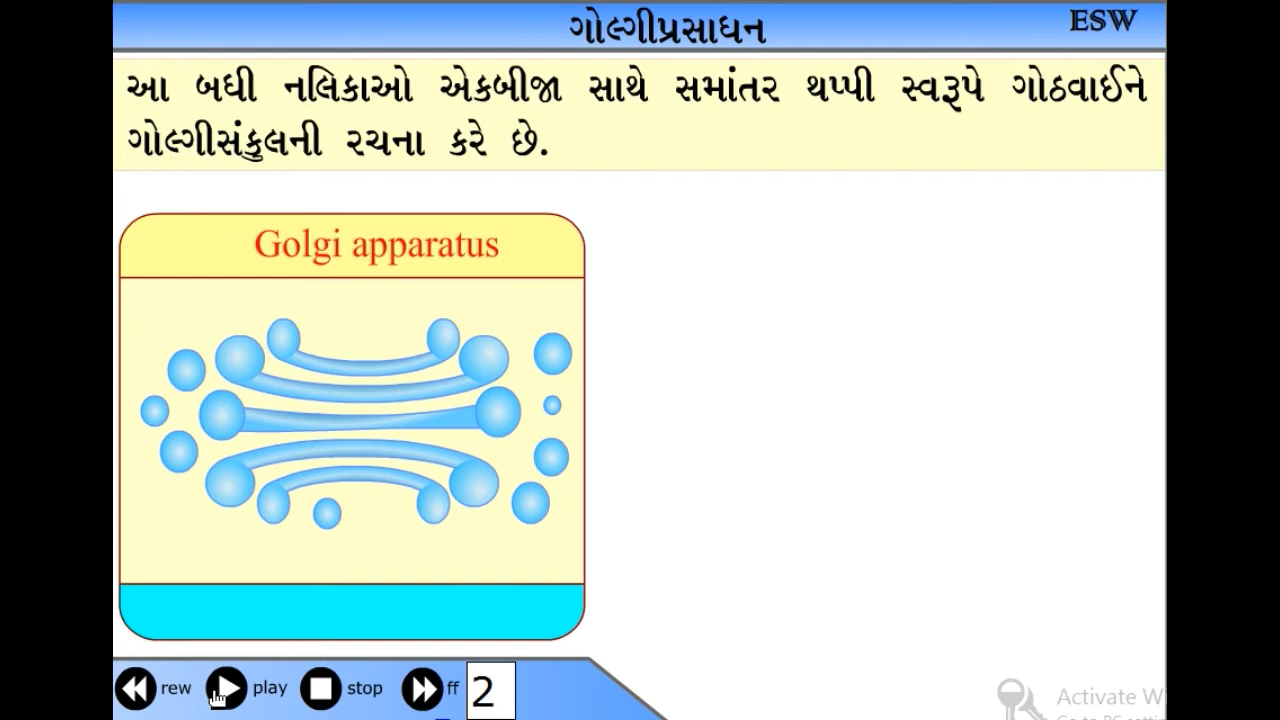 ગોલ્ગીપ્રસાધન
ESW
આ બધી નલિકાઓ એકબીજા સાથે સમાંતર થપ્પી સ્વરૂપે ગોઠવાઈને
ગોલ્ગીસંકુલની રચના કરે છે.
Golgi apparatus
rew play stop ff 2
Activate W